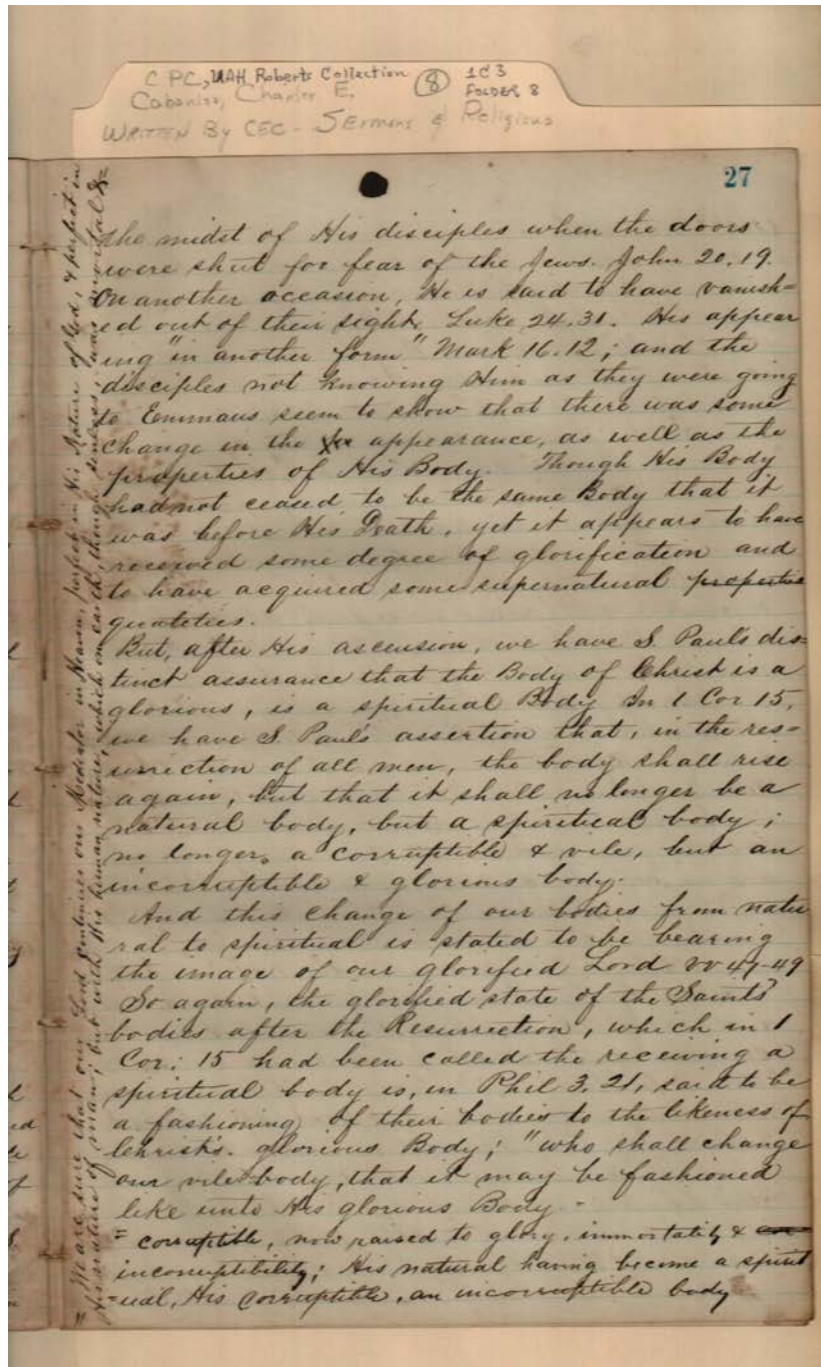 C PC, UAH Roberts Collection 8 1C3
FOLDER 8
Cabaniss, Charles E.
WRITTEN By CEC - SErmons & Religious
27
the midst of His disciples when the doors
were shut for fear of the Jews. John 20.19.
On another occasion, He is said to have vanish=
ed out of their sight, Luke 24.31. His appear
ing "in another form" Mark 16.12; and the
disciples not knowing Him as they were going
to Emmaus seem to show that there was some
change in the appearance, as well as the
properties of His Body. Though His Body
had not ceased to be the same Body that it
was before His Death, yet it appears to have
received some degree of glorification and
to have acquired some supernatural properties
quateties.
But, after His ascension, we have S. Paul's dis=
tinct assurance that the Body of Christ is a
glorious, is a spiritual Body In 1 Cor 15,
we have S. Paul's assertion that, in the res=
urrection of all men, the body shall rise
again, but that it shall no longer be a
natural body, but a spiritual body;
no longer, a corruptible & vile, but an
incorruptible & glorious body.
And this change of our bodies from natu
ral to spiritual is stated to be bearing
the image of our glorified Lord vv 47-49
So again, the glorified state of the Saints'
bodies after the Resurrection, which in 1
Cor: 15 had been called the receiving a
spiritual body is, in Phil 3.21, said to be
a fashioning of their bodies to the likeness of
Christ's. glorious Body; "who shall change
our vile body, that it may be fashioned
like unto His glorious Body -
= corruptible, now raised to glory, immortality & an
incorruptibility; His natural having become a spirit
=ual, His corruptible, an incorruptible body
"We are sure that our Lord continues our Mediator in Heaven, perfect in His Nature of God, & perfect in
His nature of man; but with His human nature, which on earth, though sinless, was mortal &=